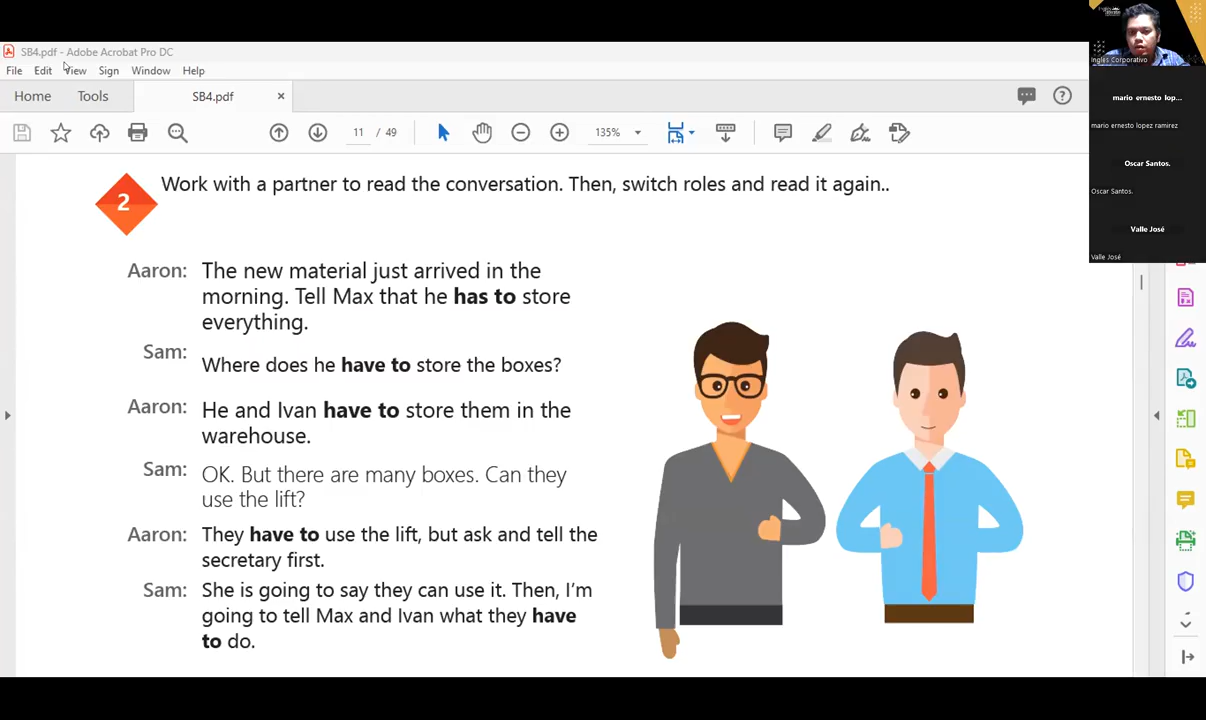 SB4.pdf - Adobe Acrobat Pro DC
File Edit View Sign Window Help
Home Tools SB4.pdf ×
11 / 49 135%
2 Work with a partner to read the conversation. Then, switch roles and read it again..
Aaron: The new material just arrived in the
morning. Tell Max that he has to store
everything.
Sam: Where does he have to store the boxes?
Aaron: He and Ivan have to store them in the
warehouse.
Sam: OK. But there are many boxes. Can they
use the lift?
Aaron: They have to use the lift, but ask and tell the
secretary first.
Sam: She is going to say they can use it. Then, I'm
going to tell Max and Ivan what they have
to do.
Inglés Corporativo
mario ernesto lop...
mario ernesto lopez ramirez
Oscar Santos.
Oscar Santos.
Valle José
Valle José